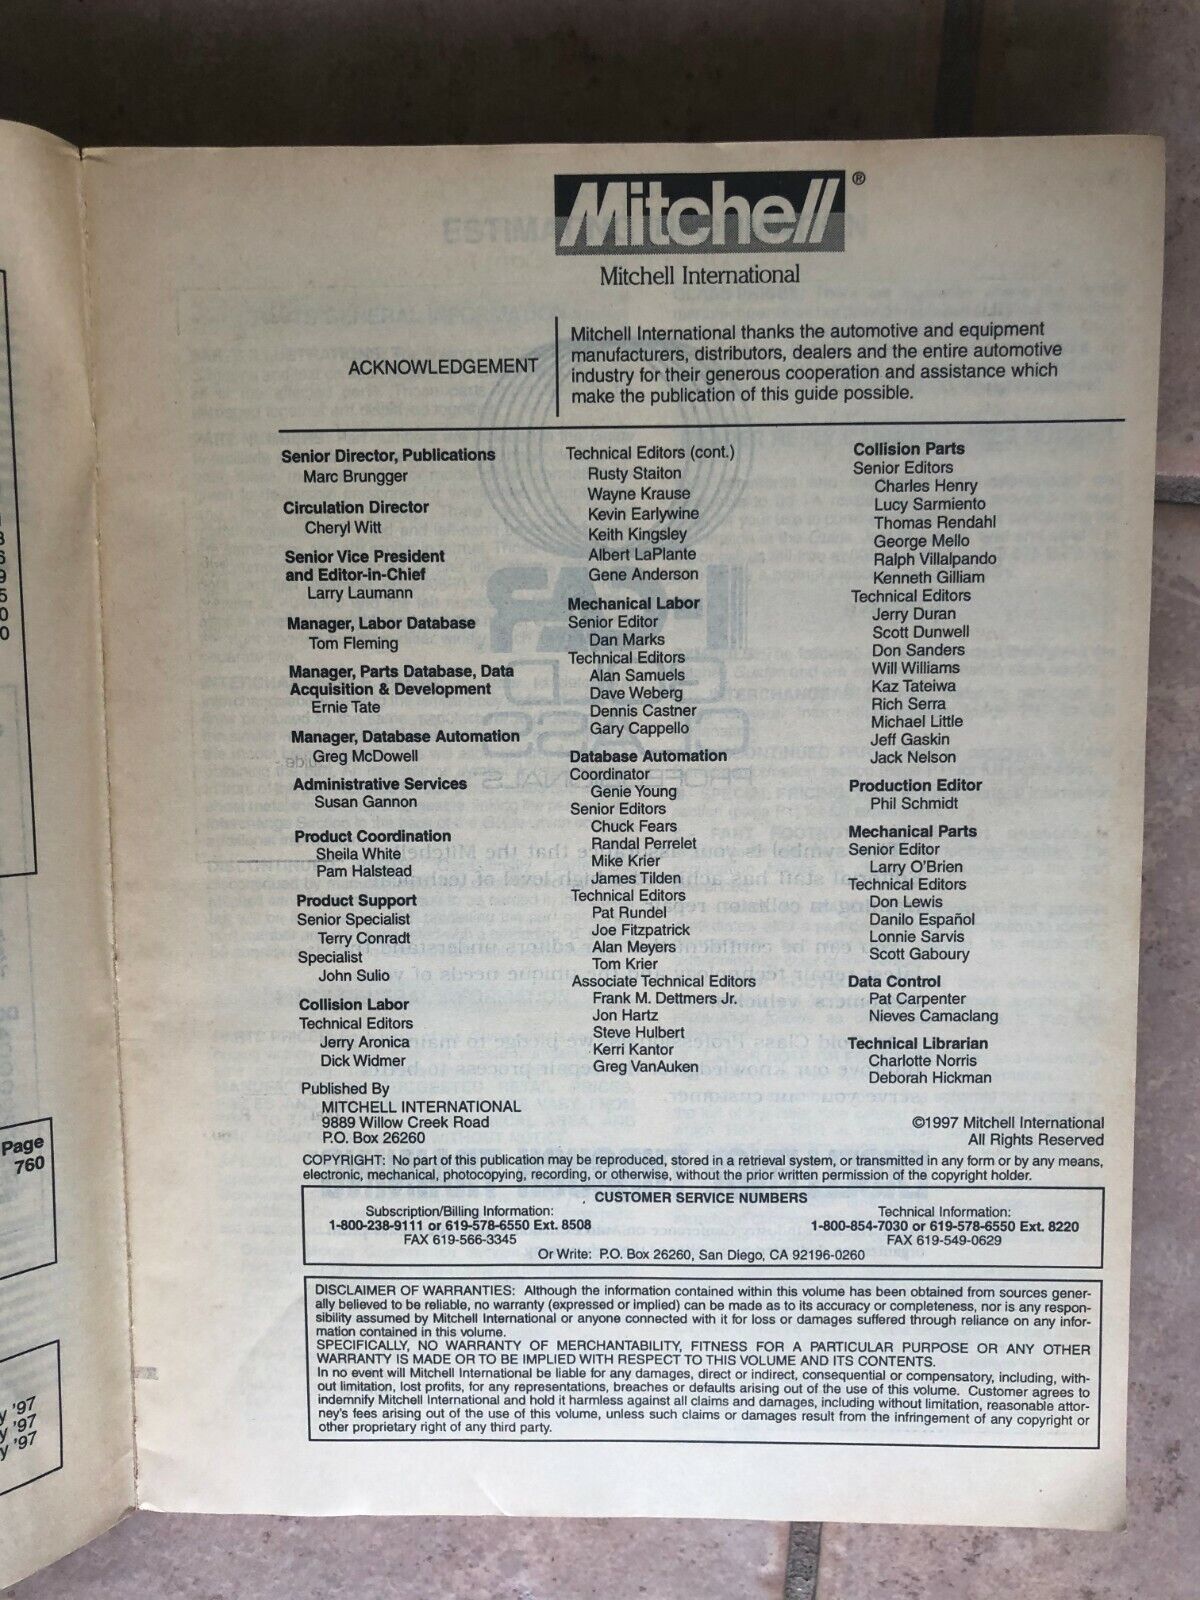 Mitchell®
Mitchell International
ACKNOWLEDGEMENT
Mitchell International thanks the automotive and equipment
manufacturers, distributors, dealers and the entire automotive
industry for their generous cooperation and assistance which
make the publication of this guide possible.
Senior Director, Publications
Marc Brungger
Circulation Director
Cheryl Witt
Senior Vice President
and Editor-in-Chief
Larry Laumann
Manager, Labor Database
Tom Fleming
Manager, Parts Database, Data
Acquisition & Development
Ernie Tate
Manager, Database Automation
Greg McDowell
Administrative Services
Susan Gannon
Product Coordination
Sheila White
Pam Halstead
Product Support
Senior Specialist
Terry Conradt
Specialist
John Sulio
Collision Labor
Technical Editors
Jerry Aronica
Dick Widmer
Technical Editors (cont.)
Rusty Staiton
Wayne Krause
Kevin Earlywine
Keith Kingsley
Albert LaPlante
Gene Anderson
Mechanical Labor
Senior Editor
Dan Marks
Technical Editors
Alan Samuels
Dave Weberg
Dennis Castner
Gary Cappello
Database Automation
Coordinator
Genie Young
Senior Editors
Chuck Fears
Randal Perrelet
Mike Krier
James Tilden
Technical Editors
Pat Rundel
Joe Fitzpatrick
Alan Meyers
Tom Krier
Associate Technical Editors
Frank M. Dettmers Jr.
Jon Hartz
Steve Hulbert
Kerri Kantor
Greg VanAuken
Collision Parts
Senior Editors
Charles Henry
Lucy Sarmiento
Thomas Rendahl
George Mello
Ralph Villalpando
Kenneth Gilliam
Technical Editors
Jerry Duran
Scott Dunwell
Don Sanders
Will Williams
Kaz Tateiwa
Rich Serra
Michael Little
Jeff Gaskin
Jack Nelson
Production Editor
Phil Schmidt
Mechanical Parts
Senior Editor
Larry O'Brien
Technical Editors
Don Lewis
Danilo Español
Lonnie Sarvis
Scott Gaboury
Data Control
Pat Carpenter
Nieves Camaclang
Technical Librarian
Charlotte Norris
Deborah Hickman
Published By
MITCHELL INTERNATIONAL
9889 Willow Creek Road
P.O. Box 26260
©1997 Mitchell International
All Rights Reserved
COPYRIGHT: No part of this publication may be reproduced, stored in a retrieval system, or transmitted in any form or by any means,
electronic, mechanical, photocopying, recording, or otherwise, without the prior written permission of the copyright holder.
CUSTOMER SERVICE NUMBERS
Subscription/Billing Information:
1-800-238-9111 or 619-578-6550 Ext. 8508
FAX 619-566-3345
Technical Information:
1-800-854-7030 or 619-578-6550 Ext. 8220
FAX 619-549-0629
Or Write: P.O. Box 26260, San Diego, CA 92196-0260
DISCLAIMER OF WARRANTIES: Although the information contained within this volume has been obtained from sources gener-
ally believed to be reliable, no warranty (expressed or implied) can be made as to its accuracy or completeness, nor is any respon-
sibility assumed by Mitchell International or anyone connected with it for loss or damages suffered through reliance on any infor-
mation contained in this volume.
SPECIFICALLY, NO WARRANTY OF MERCHANTABILITY, FITNESS FOR A PARTICULAR PURPOSE OR ANY OTHER
WARRANTY IS MADE OR TO BE IMPLIED WITH RESPECT TO THIS VOLUME AND ITS CONTENTS.
In no event will Mitchell International be liable for any damages, direct or indirect, consequential or compensatory, including, with-
out limitation, lost profits, for any representations, breaches or defaults arising out of the use of this volume. Customer agrees to
indemnify Mitchell International and hold it harmless against all claims and damages, including without limitation, reasonable attor-
ney's fees arising out of the use of this volume, unless such claims or damages result from the infringement of any copyright or
other proprietary right of any third party.
Page
760
y '97
y '97
y '97